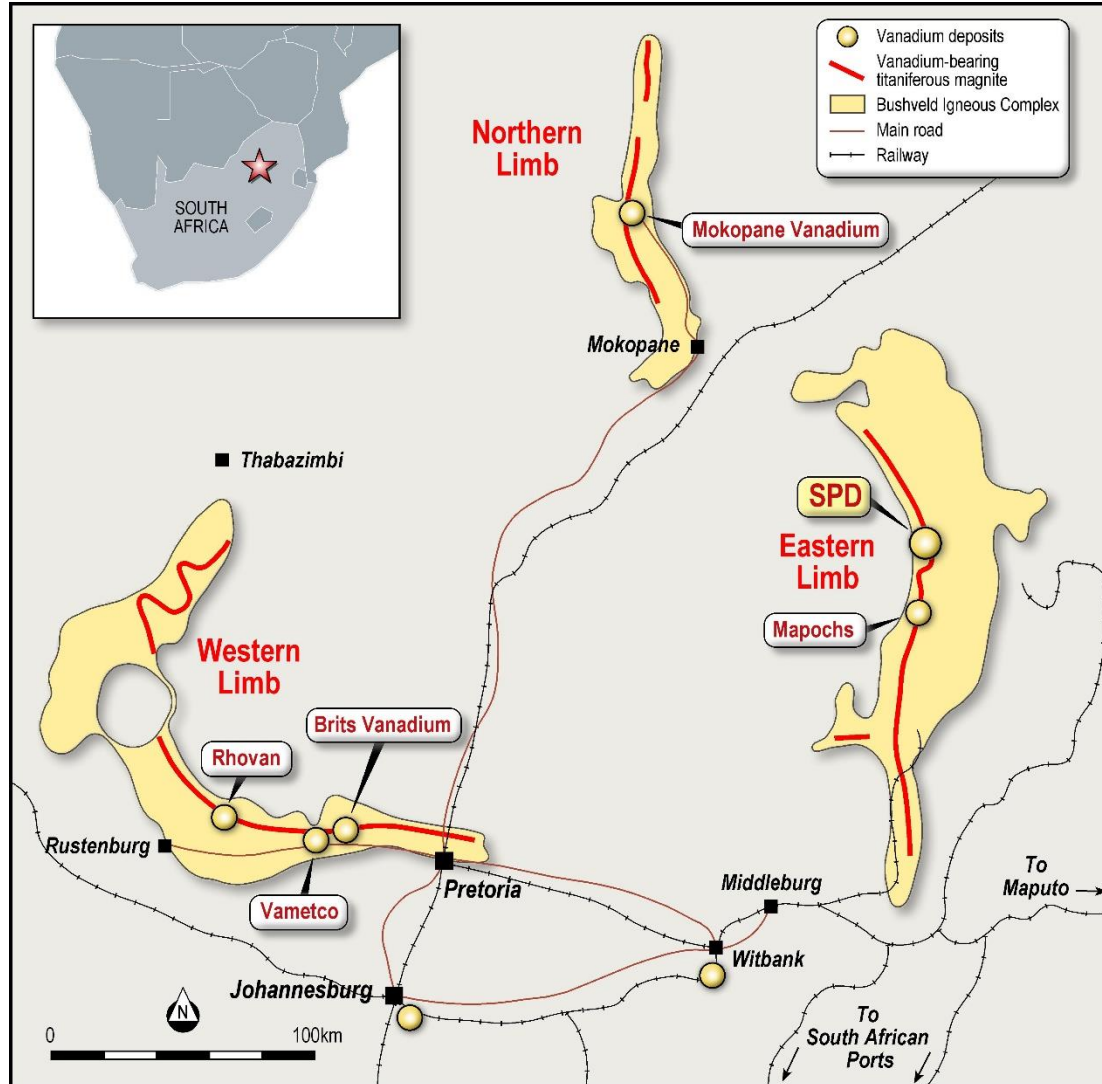 SOUTH
AFRICA
Vanadium deposits
Vanadium-bearing
titaniferous magnite
Bushveld Igneous Complex
Main road
Railway
Northern
Limb
Mokopane Vanadium
Mokopane
Thabazimbi
SPD
Eastern
Limb
Mapochs
Western
Limb
Brits Vanadium
Rhovan
Rustenburg
Vametco
Pretoria
Middleburg
To
Maputo
Witbank
Johannesburg
To
South African
Ports
N
0 100km